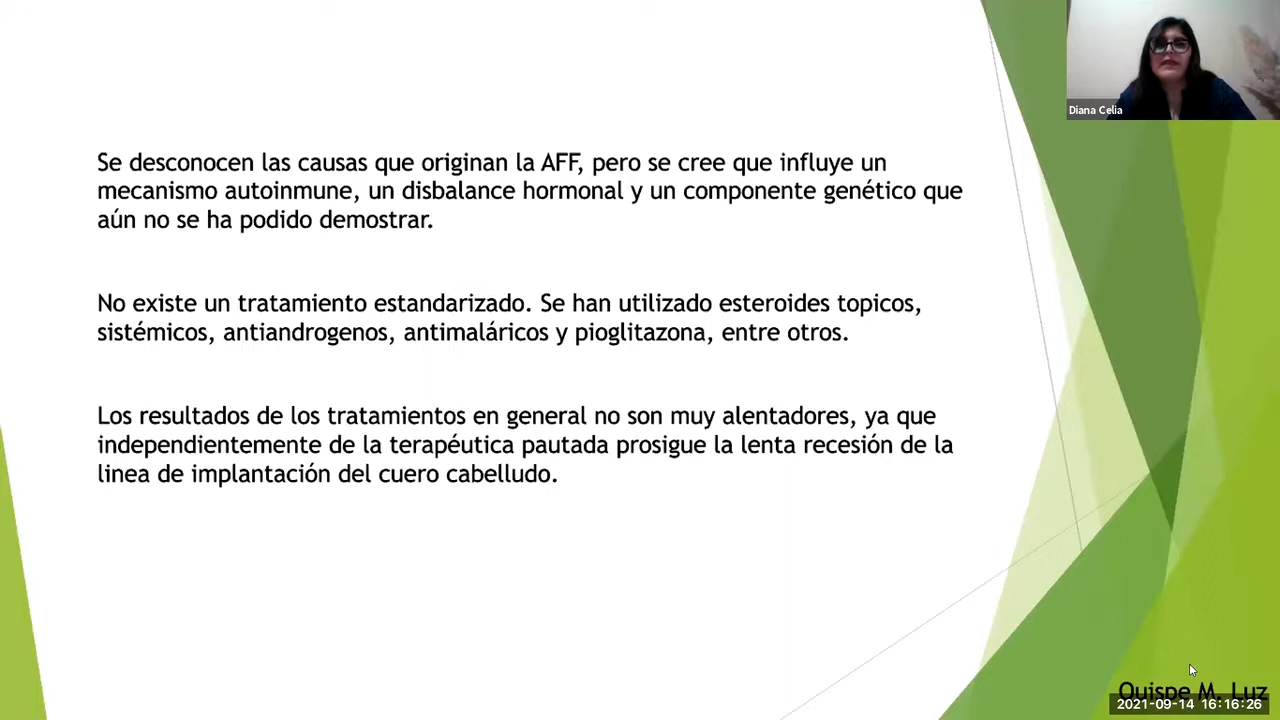 Diana Celia
Se desconocen las causas que originan la AFF, pero se cree que influye un
mecanismo autoinmune, un disbalance hormonal y un componente genético que
aún no se ha podido demostrar.
No existe un tratamiento estandarizado. Se han utilizado esteroides topicos,
sistémicos, antiandrogenos, antimaláricos y pioglitazona, entre otros.
Los resultados de los tratamientos en general no son muy alentadores, ya que
independientemente de la terapéutica pautada prosigue la lenta recesión de la
linea de implantación del cuero cabelludo.
Quispe M. Luz
2021-09-14 16:16:26